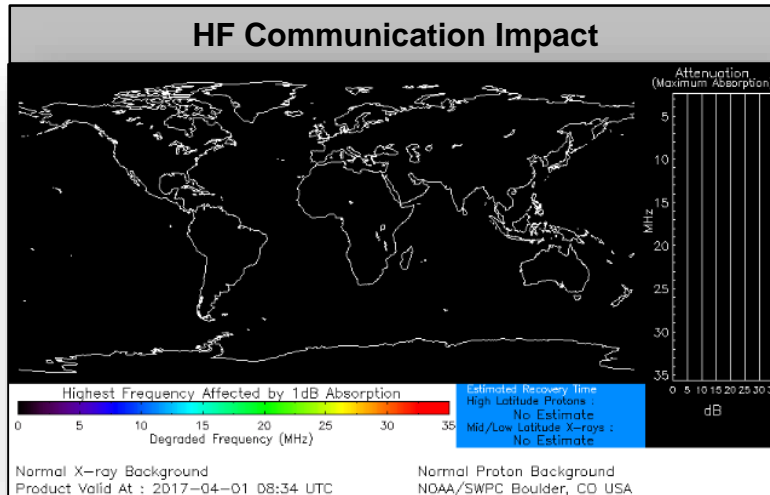 HF Communication Impact
Attenuation
(Maximum Absorption)
5
10
15
20
25
30
35
MHz
0 5 10 15 20 25 30
dB
Highest Frequency Affected by 1dB Absorption
0 5 10 15 20 25 30 35
Degraded Frequency (MHz)
Estimated Recovery Time
High Latitude Protons :
No Estimate
Mid/Low Latitude X-rays :
No Estimate
Normal X-ray Background
Product Valid At : 2017-04-01 08:34 UTC
Normal Proton Background
NOAA/SWPC Boulder, CO USA